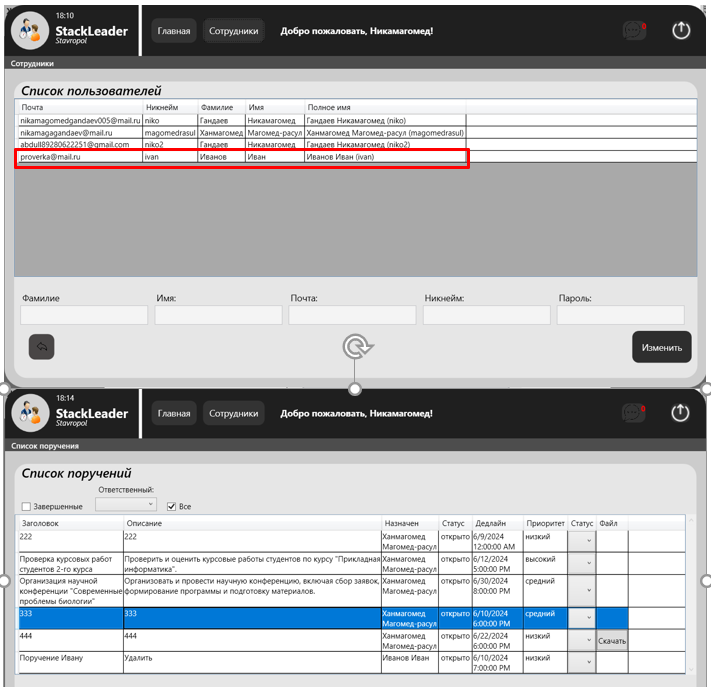 18:10
StackLeader
Stavropol
Главная
Сотрудники
Добро пожаловать, Никамагомед!
Сотрудники
Список пользователей
Почта Никнейм Фамилие Имя Полное имя
nikamagomedgandaev005@mail.ru niko Гандаев Никамагомед Гандаев Никамагомед (niko)
nikamagagandaev@mail.ru magomedrasul Ханмагомед Магомед-расул Ханмагомед Магомед-расул (magomedrasul)
abdull89280622251@gmail.com niko2 Гандаев Никамагомед Гандаев Никамагомед (niko2)
proverka@mail.ru ivan Иванов Иван Иванов Иван (ivan)
Фамилие Имя: Почта: Никнейм: Пароль:
Изменить
18:14
StackLeader
Stavropol
Главная
Сотрудники
Добро пожаловать, Никамагомед!
Список поручения
Список поручений
Ответственный:
Завершенные
Все
Заголовок Описание Назначен Статус Дедлайн Приоритет Статус Файл
222 222 Ханмагомед открыто 6/9/2024 низкий
Магомед-расул 12:00:00 AM
Проверка курсовых работ Проверить и оценить курсовые работы студентов по курсу "Прикладная Ханмагомед открыто 6/12/2024 высокий
студентов 2-го курса информатика". Магомед-расул 5:00:00 PM
Организация научной Организовать и провести научную конференцию, включая сбор заявок, Ханмагомед открыто 6/30/2024 средний
конференции "Современные формирование программы и подготовку материалов. Магомед-расул 8:00:00 PM
проблемы биологии"
333 333 Ханмагомед открыто 6/10/2024 средний
Магомед-расул 6:00:00 PM
444 444 Ханмагомед открыто 6/22/2024 низкий Скачать
Магомед-расул 6:00:00 PM
Поручение Ивану Удалить Иванов Иван открыто 6/10/2024 низкий
7:00:00 PM